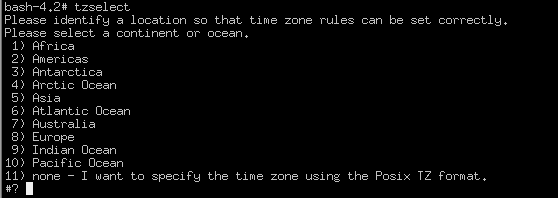 bash-4.2# tzselect
Please identify a location so that time zone rules can be set correctly.
Please select a continent or ocean.
 1) Africa
 2) Americas
 3) Antarctica
 4) Arctic Ocean
 5) Asia
 6) Atlantic Ocean
 7) Australia
 8) Europe
 9) Indian Ocean
10) Pacific Ocean
11) none - I want to specify the time zone using the Posix TZ format.
#?